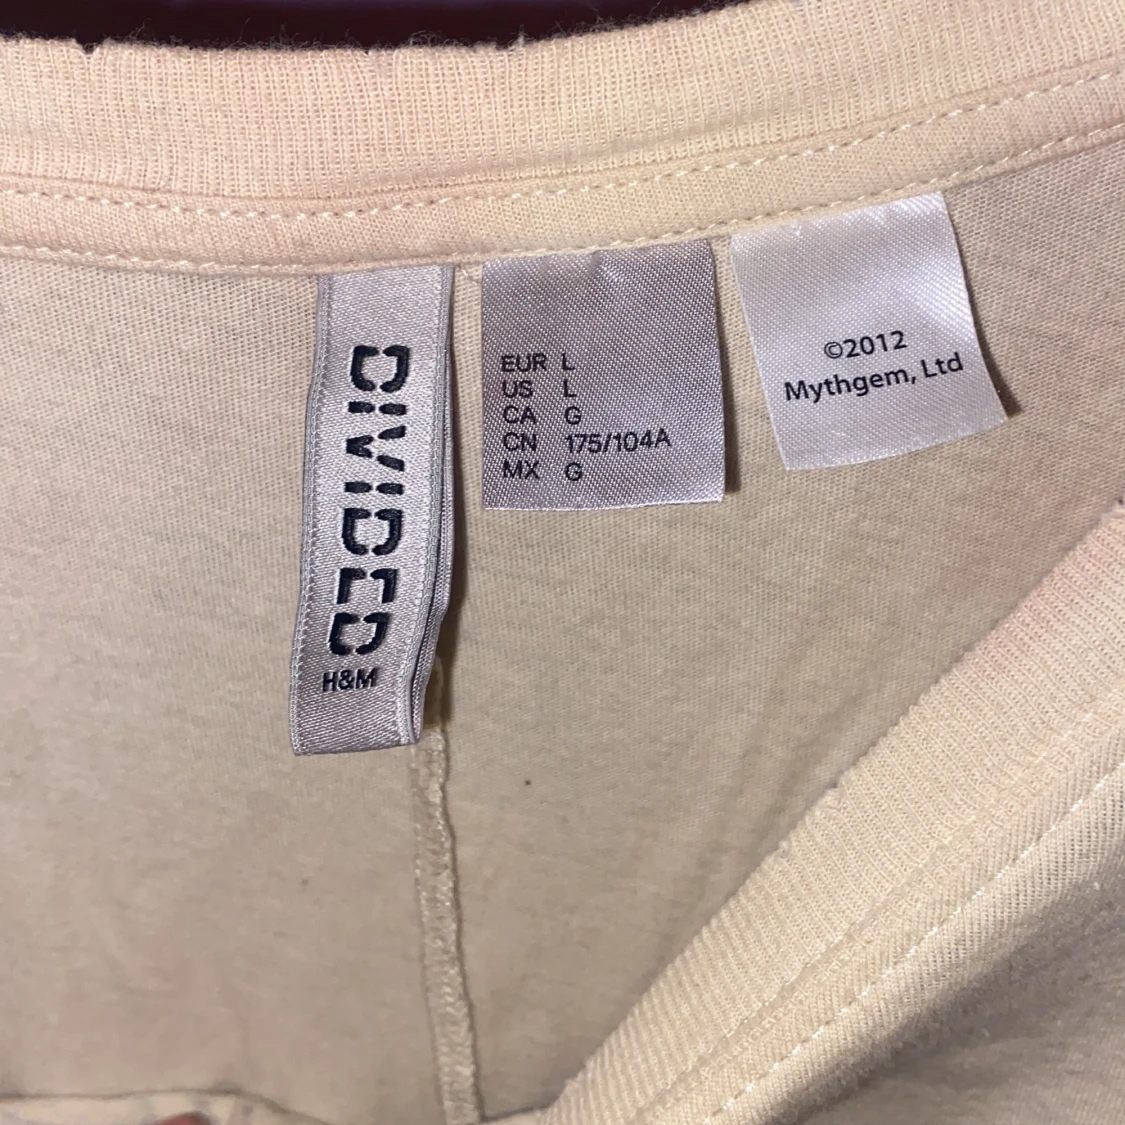 DIVIDED
H&M
EUR L
US L
CA G
CN 175/104A
MX G
©2012
Mythgem, Ltd